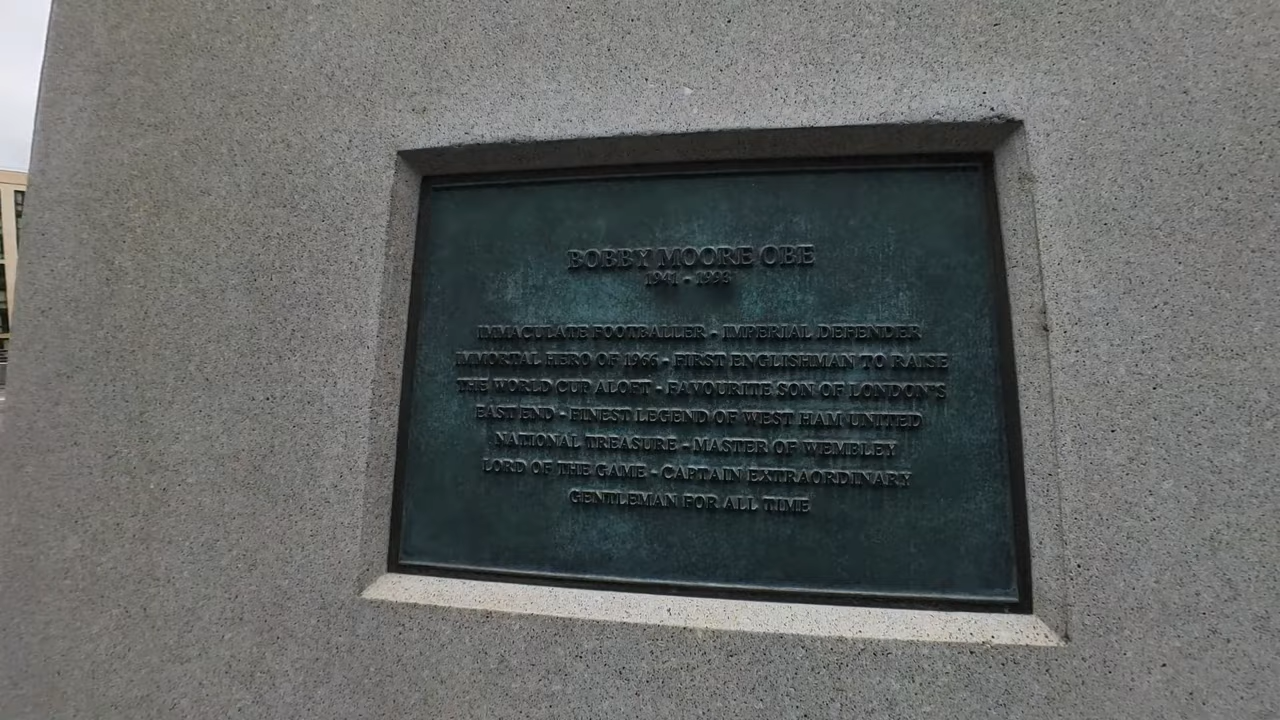 BOBBY MOORE OBE
1941 - 1993
IMMACULATE FOOTBALLER - IMPERIAL DEFENDER
IMMORTAL HERO OF 1966 - FIRST ENGLISHMAN TO RAISE
THE WORLD CUP ALOFT - FAVOURITE SON OF LONDON'S
EAST END - FINEST LEGEND OF WEST HAM UNITED
NATIONAL TREASURE - MASTER OF WEMBLEY
LORD OF THE GAME - CAPTAIN EXTRAORDINARY
GENTLEMAN FOR ALL TIME